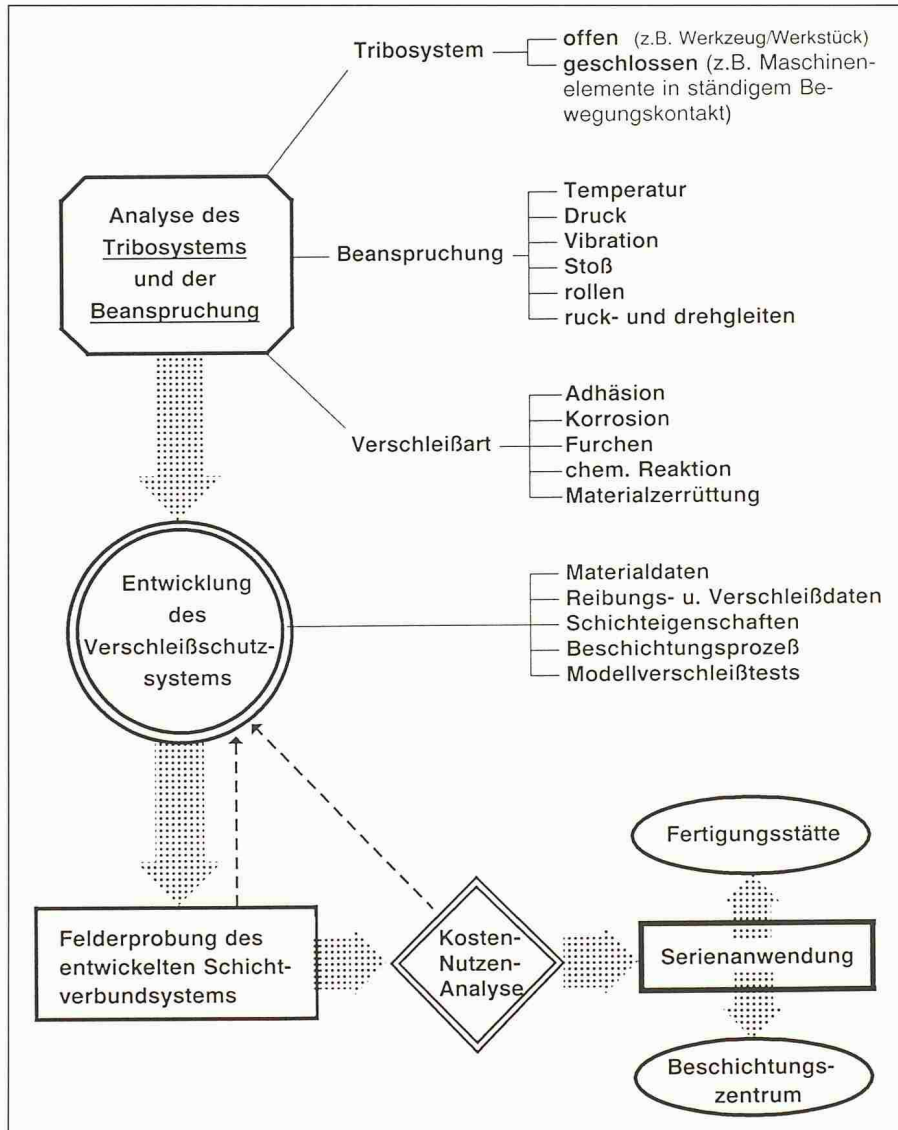 Tribosystem
offen (z.B. Werkzeug/Werkstück)
geschlossen (z.B. Maschinen-
elemente in ständigem Be-
wegungskontakt)
Analyse des
Tribosystems
und der
Beanspruchung
Beanspruchung
Temperatur
Druck
Vibration
Stoß
rollen
ruck- und drehgleiten
Verschleißart
Adhäsion
Korrosion
Furchen
chem. Reaktion
Materialzerrüttung
Entwicklung
des
Verschleißschutz-
systems
Materialdaten
Reibungs- u. Verschleißdaten
Schichteigenschaften
Beschichtungsprozeß
Modellverschleißtests
Felderprobung des
entwickelten Schicht-
verbundsystems
Kosten-
Nutzen-
Analyse
Fertigungsstätte
Serienanwendung
Beschichtungs-
zentrum